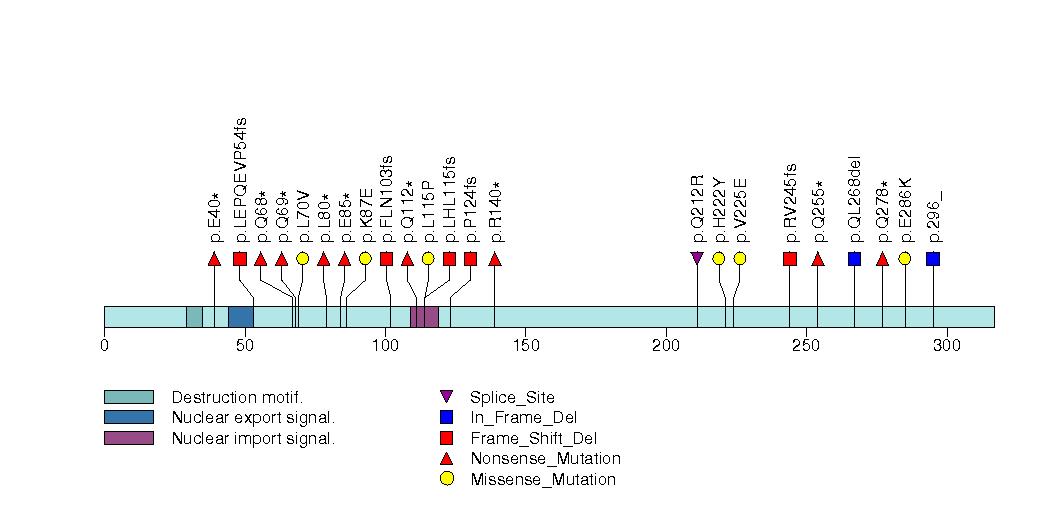 p.E40*
p.LEPQEVP54fs
p.Q68*
p.Q69*
p.L70V
p.L80*
p.E85*
p.K87E
p.FLN103fs
p.Q112*
p.L115P
p.LHL115fs
p.P124fs
p.R140*
p.Q212R
p.H222Y
p.V225E
p.RV245fs
p.Q255*
p.QL268del
p.Q278*
p.E286K
p.296_
0 50 100 150 200 250 300
Destruction motif.
Nuclear export signal.
Nuclear import signal.
Splice_Site
In_Frame_Del
Frame_Shift_Del
Nonsense_Mutation
Missense_Mutation